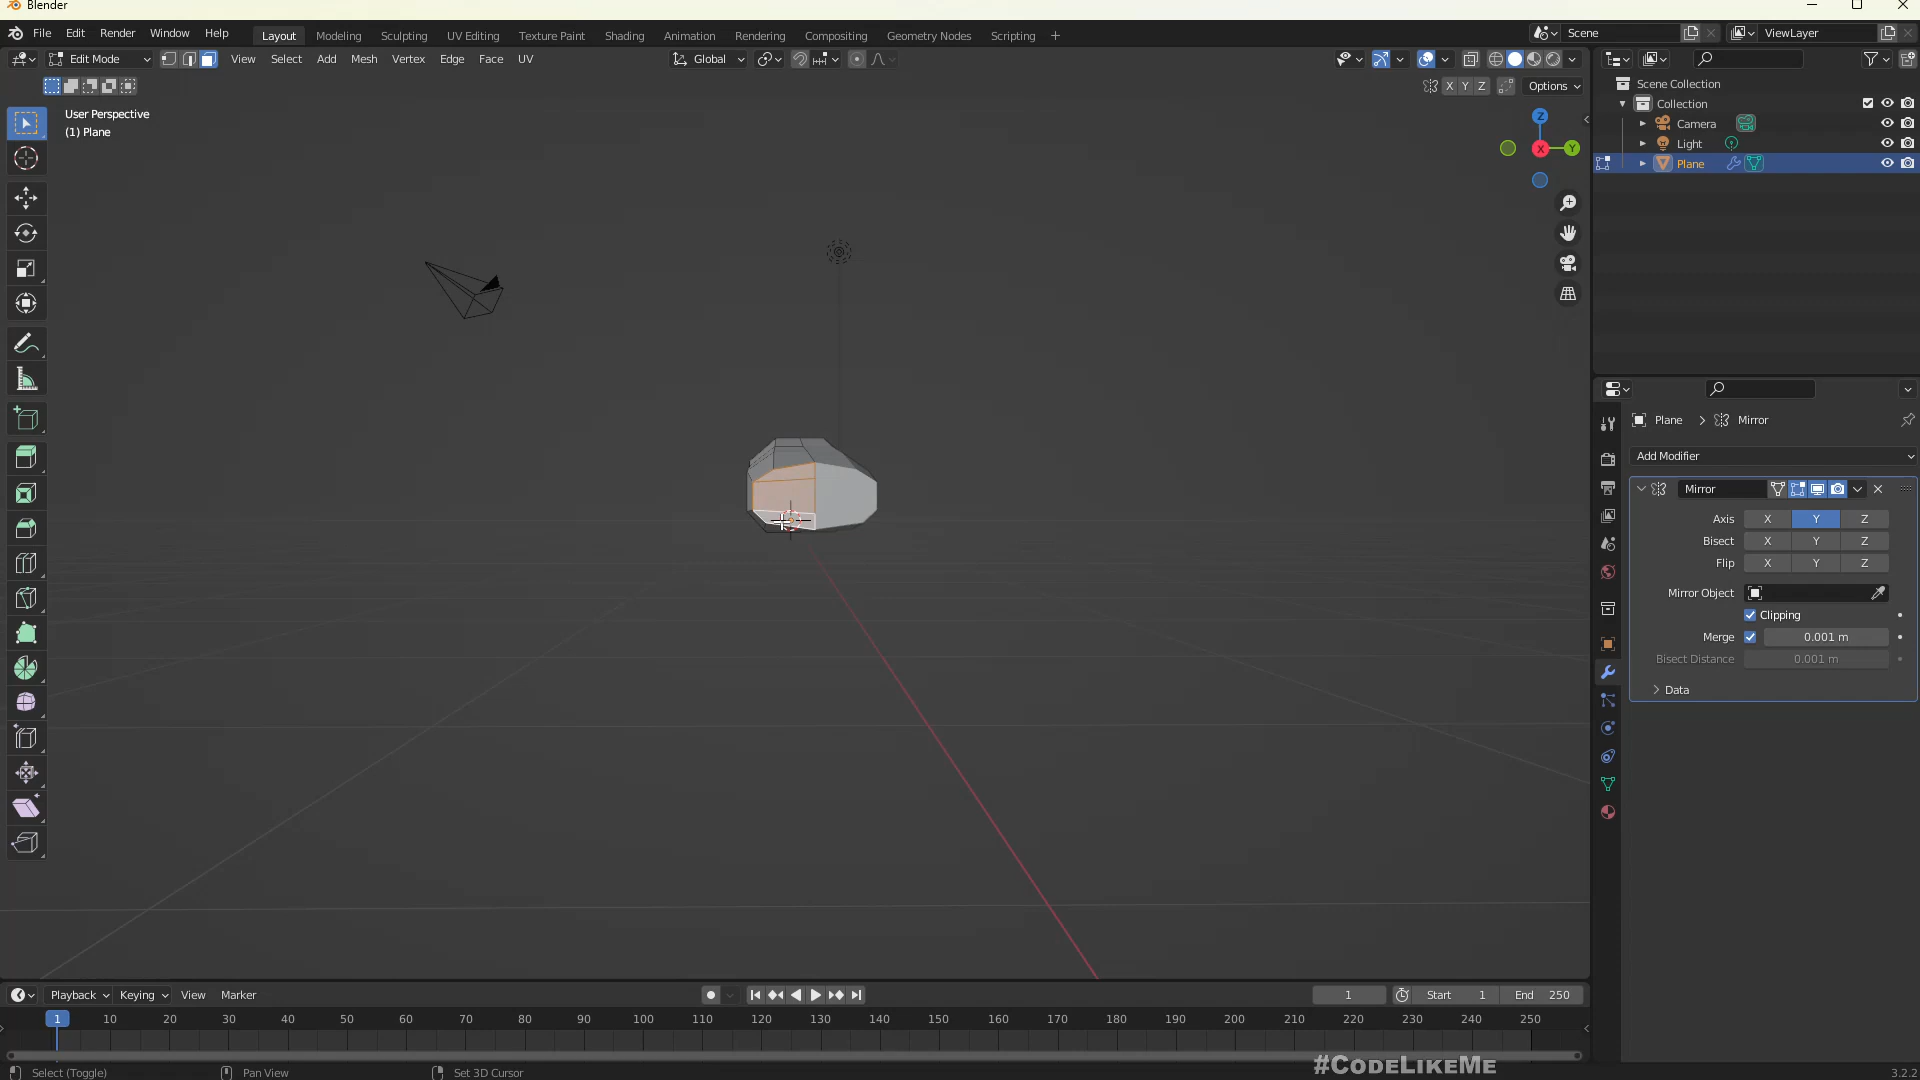 Blender
File Edit Render Window Help
Layout Modeling Sculpting UV Editing Texture Paint Shading Animation Rendering Compositing Geometry Nodes Scripting +
Scene
ViewLayer
Edit Mode
View Select Add Mesh Vertex Edge Face UV
Global
X Y Z
Options
User Perspective
(1) Plane
Z
X
Y
Scene Collection
Collection
Camera
Light
Plane
Plane > Mirror
Add Modifier
Mirror
Axis X Y Z
Bisect X Y Z
Flip X Y Z
Mirror Object
Clipping
Merge 0.001 m
Bisect Distance 0.001 m
Data
Playback Keying View Marker
1
Start 1
End 250
1 10 20 30 40 50 60 70 80 90 100 110 120 130 140 150 160 170 180 190 200 210 220 230 240 250
Select (Toggle)
Pan View
Set 3D Cursor
#CodeLikeMe
3.2.2